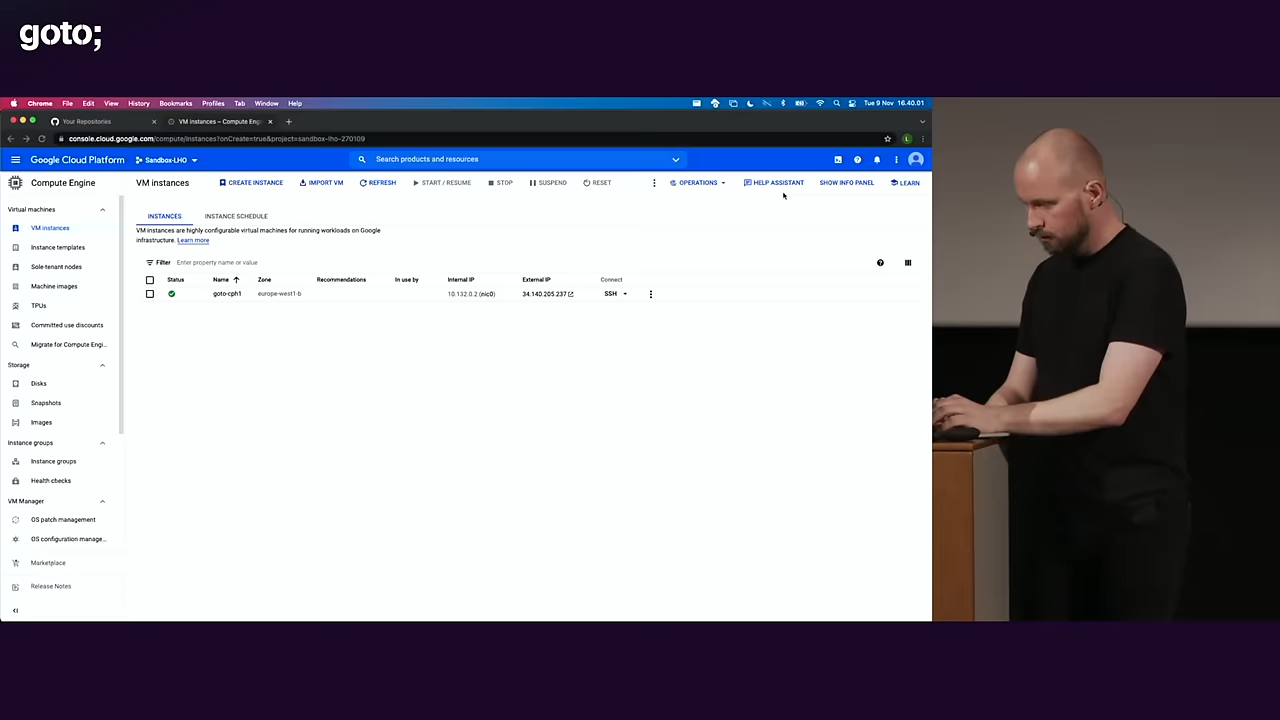 goto;
Chrome File Edit View History Bookmarks Profiles Tab Window Help Tue 9 Nov 16.40.01
Your Repositories VM instances – Compute Eng
console.cloud.google.com/compute/instances?onCreate=true&project=sandbox-lho-270109
Google Cloud Platform Sandbox-LHO Search products and resources
Compute Engine VM instances CREATE INSTANCE IMPORT VM REFRESH START / RESUME STOP SUSPEND RESET OPERATIONS HELP ASSISTANT SHOW INFO PANEL LEARN
Virtual machines
VM instances
Instance templates
Sole-tenant nodes
Machine images
TPUs
Committed use discounts
Migrate for Compute Engi...
Storage
Disks
Snapshots
Images
Instance groups
Instance groups
Health checks
VM Manager
OS patch management
OS configuration manage...
Marketplace
Release Notes
INSTANCES INSTANCE SCHEDULE
VM instances are highly configurable virtual machines for running workloads on Google
infrastructure. Learn more
Filter Enter property name or value
Status Name Zone Recommendations In use by Internal IP External IP Connect
goto-cph1 europe-west1-b 10.132.0.2 (nic0) 34.140.205.237 SSH